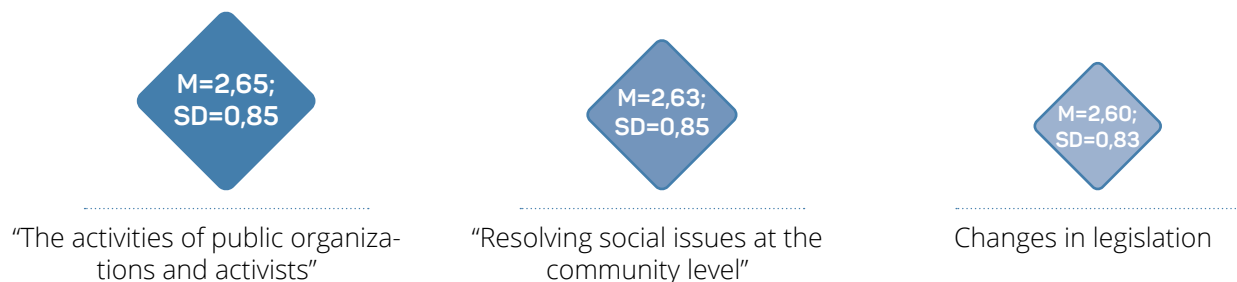 M=2,65;
SD=0,85
M=2,63;
SD=0,85
M=2,60;
SD=0,83
“The activities of public organiza-
tions and activists”
“Resolving social issues at the
community level”
Changes in legislation